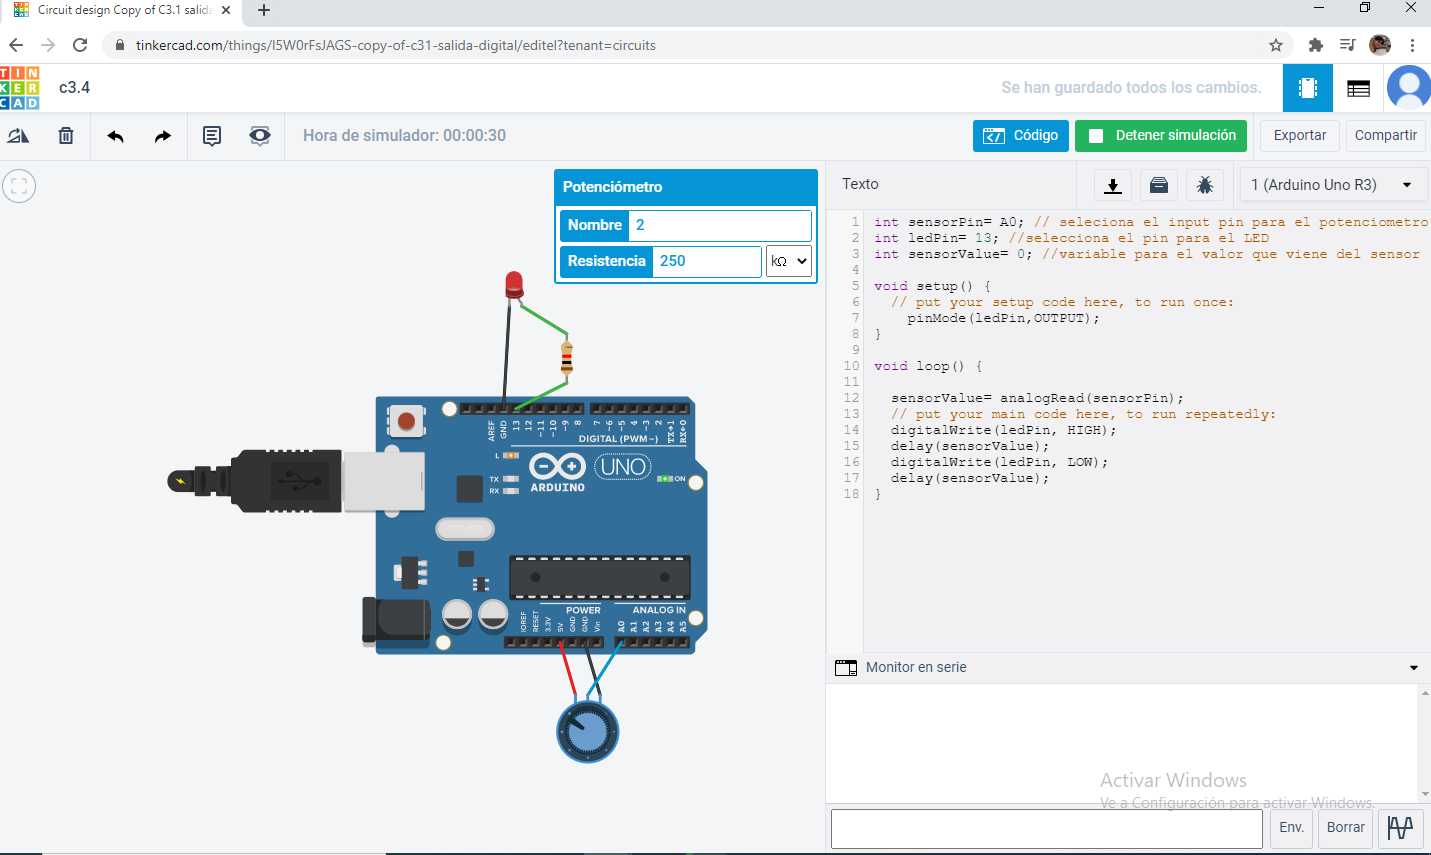 Circuit design Copy of C3.1 salida
tinkercad.com/things/I5W0rFsJAGS-copy-of-c31-salida-digital/editel?tenant=circuits
TIN
KER
CAD
c3.4
Se han guardado todos los cambios.
Hora de simulador: 00:00:30
Código
Detener simulación
Exportar
Compartir
Potenciómetro
Nombre 2
Resistencia 250 kΩ
Texto
1 (Arduino Uno R3)
1 int sensorPin= A0; // seleciona el input pin para el potenciometro
2 int ledPin= 13; //selecciona el pin para el LED
3 int sensorValue= 0; //variable para el valor que viene del sensor
4
5 void setup() {
6 // put your setup code here, to run once:
7 pinMode(ledPin,OUTPUT);
8 }
9
10 void loop() {
11
12 sensorValue= analogRead(sensorPin);
13 // put your main code here, to run repeatedly:
14 digitalWrite(ledPin, HIGH);
15 delay(sensorValue);
16 digitalWrite(ledPin, LOW);
17 delay(sensorValue);
18 }
AREF GND 13 12 ~11 ~10 ~9 8 7 ~6 ~5 4 ~3 2 TX→1 RX←0
DIGITAL (PWM~)
L
TX
RX
UNO
ON
ARDUINO
POWER
ANALOG IN
IOREF RESET 3.3V 5V GND GND Vin A0 A1 A2 A3 A4 A5
Monitor en serie
Activar Windows
Ve a Configuración para activar Windows.
Env.
Borrar